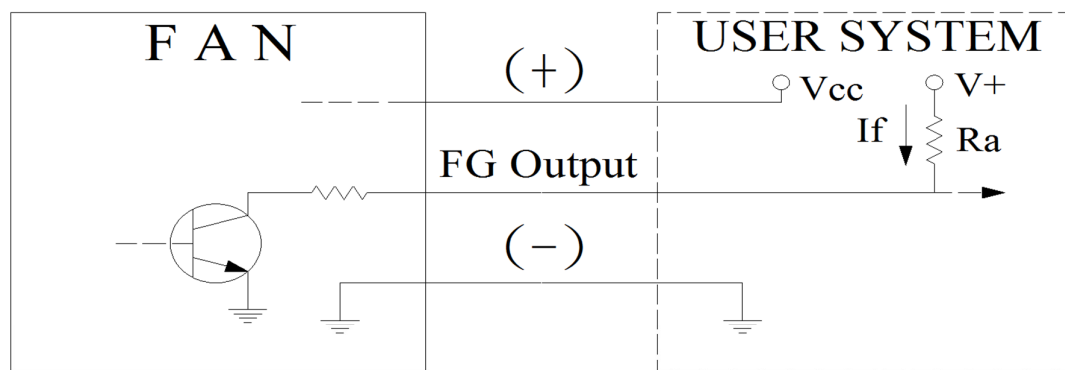 F A N
USER SYSTEM
(+)
Vcc
V+
If
Ra
FG Output
(-)